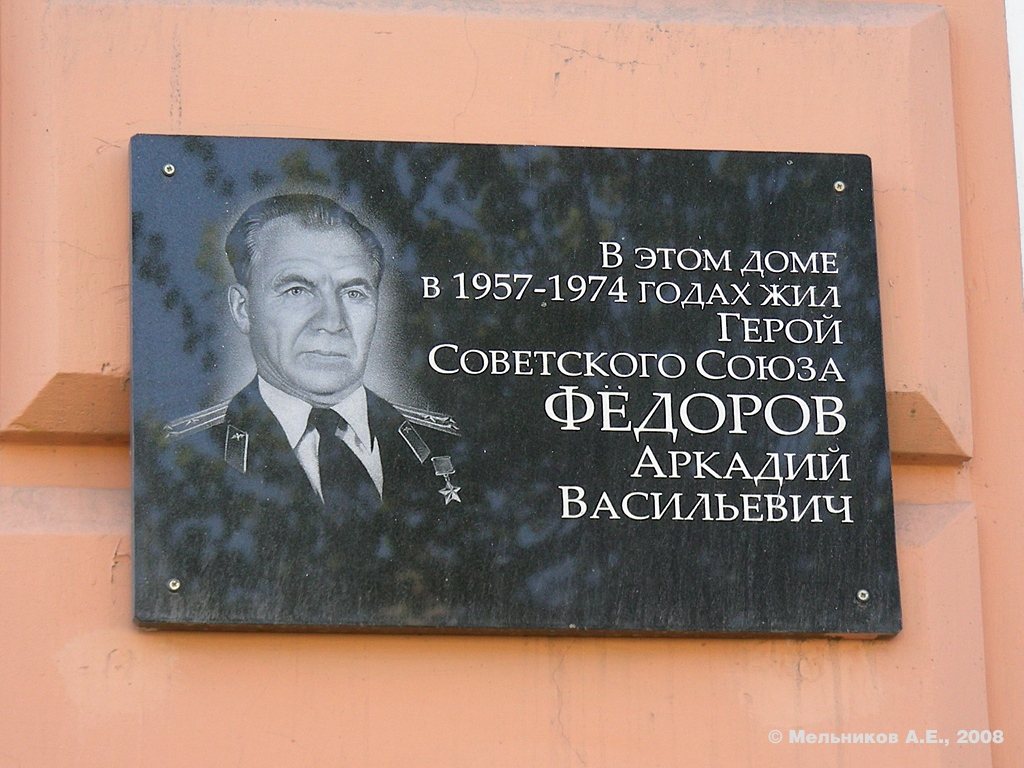 В этом доме
в 1957-1974 годах жил
Герой
Советского Союза
ФЁДОРОВ
Аркадий
Васильевич
© Мельников А.Е., 2008